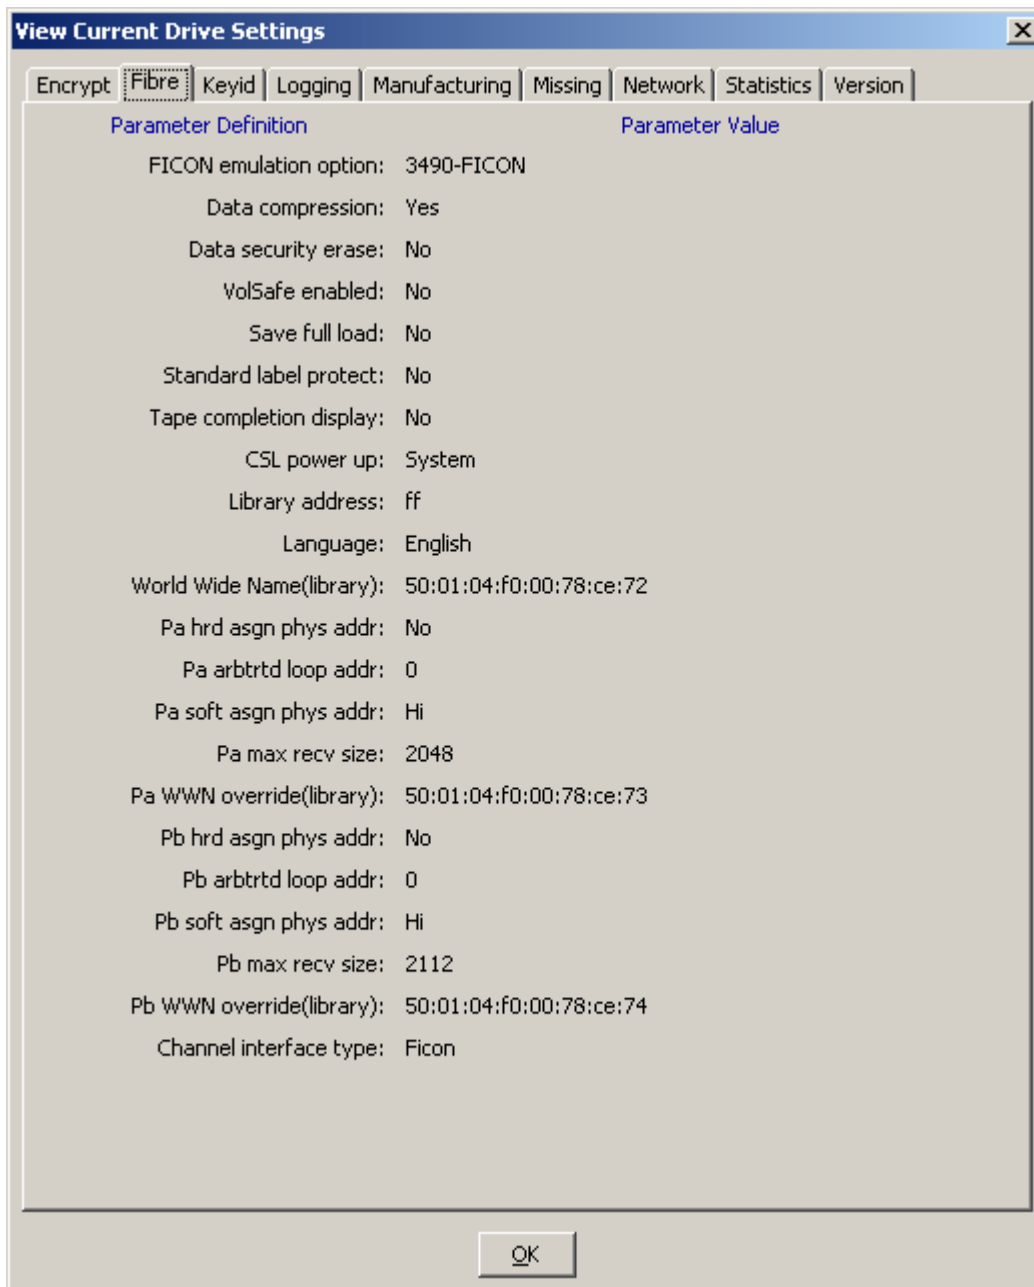 View Current Drive Settings
Encrypt Fibre Keyid Logging Manufacturing Missing Network Statistics Version
Parameter Definition Parameter Value
FICON emulation option: 3490-FICON
Data compression: Yes
Data security erase: No
VolSafe enabled: No
Save full load: No
Standard label protect: No
Tape completion display: No
CSL power up: System
Library address: ff
Language: English
World Wide Name(library): 50:01:04:f0:00:78:ce:72
Pa hrd asgn phys addr: No
Pa arbtrtd loop addr: 0
Pa soft asgn phys addr: Hi
Pa max recv size: 2048
Pa WWN override(library): 50:01:04:f0:00:78:ce:73
Pb hrd asgn phys addr: No
Pb arbtrtd loop addr: 0
Pb soft asgn phys addr: Hi
Pb max recv size: 2112
Pb WWN override(library): 50:01:04:f0:00:78:ce:74
Channel interface type: Ficon
OK